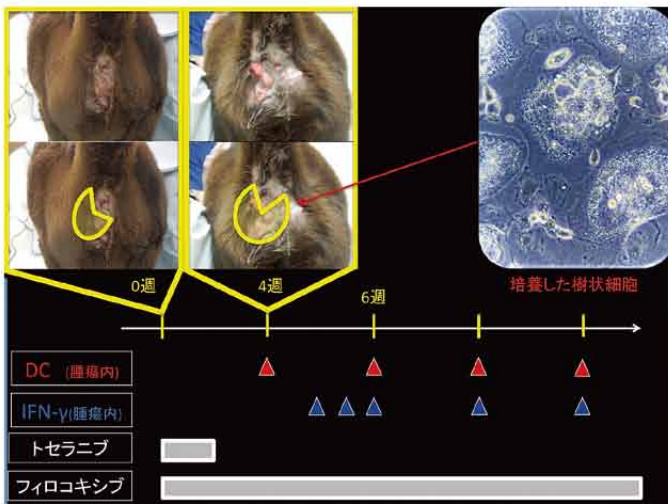 0週
4週
6週
培養した樹状細胞
DC (腫瘍内)
IFN-γ(腫瘍内)
トセラニブ
フィロコキシブ